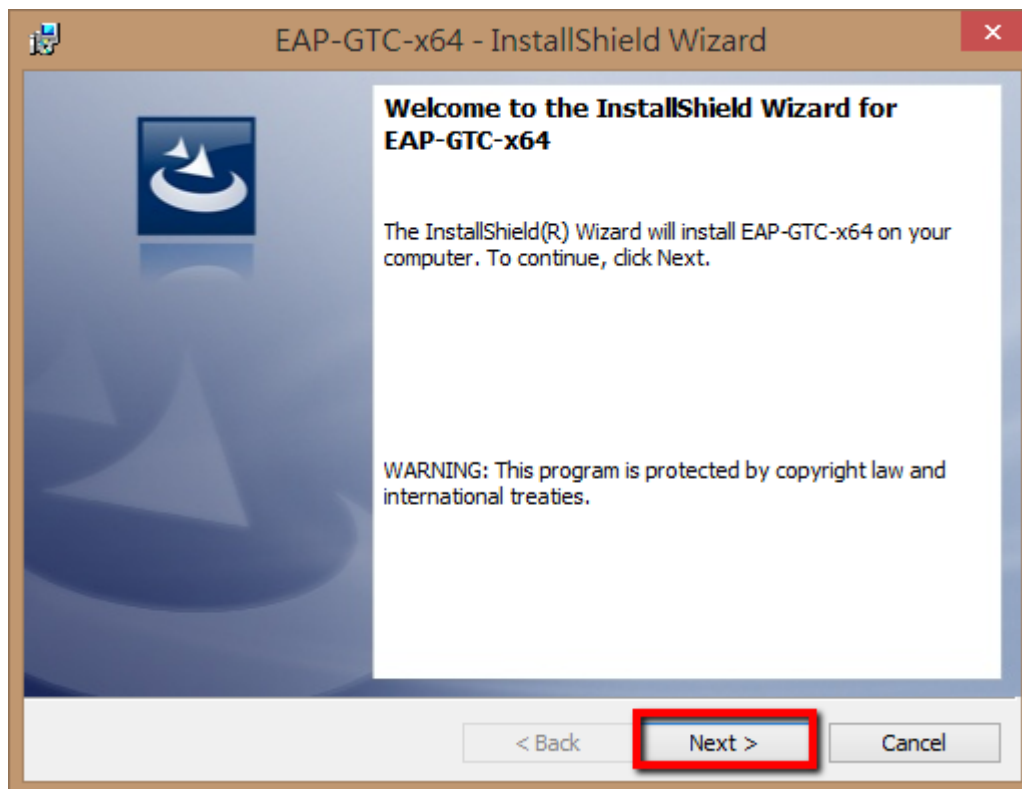 EAP-GTC-x64 - InstallShield Wizard
Welcome to the InstallShield Wizard for
EAP-GTC-x64
The InstallShield(R) Wizard will install EAP-GTC-x64 on your
computer. To continue, click Next.
WARNING: This program is protected by copyright law and
international treaties.
< Back Next > Cancel